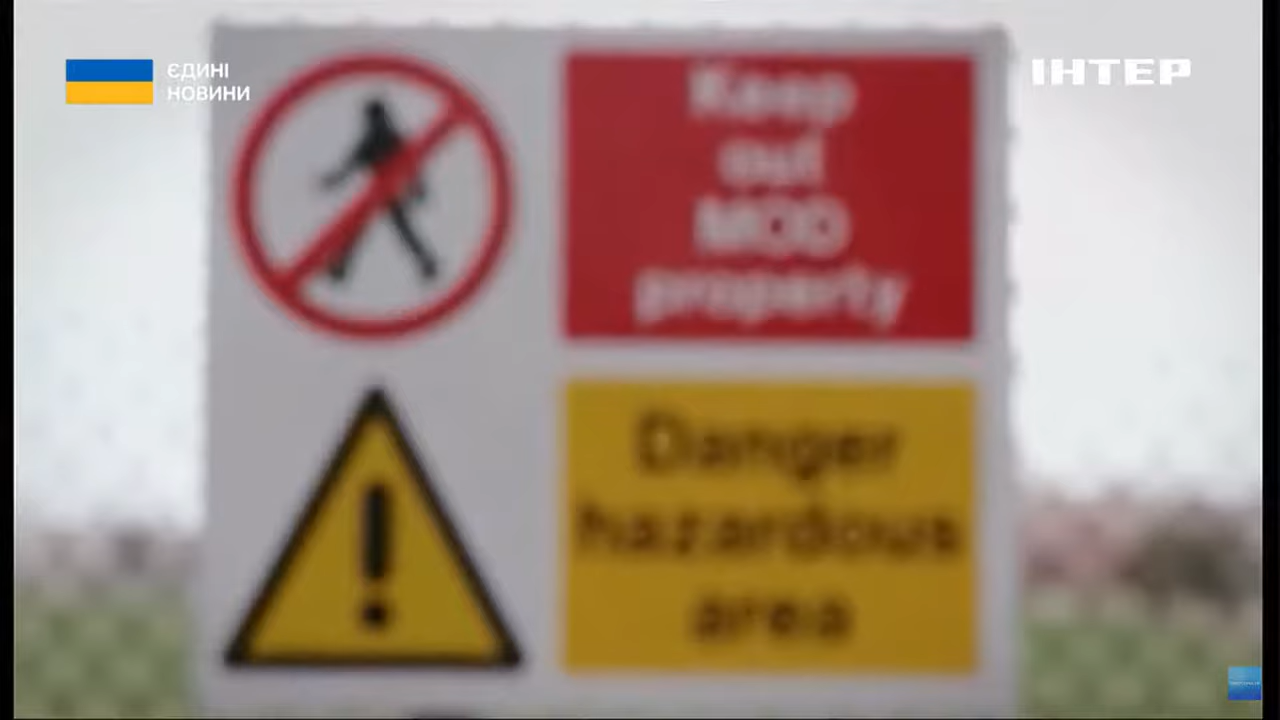 ЄДИНІ
НОВИНИ
ІНТЕР
Keep
out
MOD
property
Danger
hazardous
area